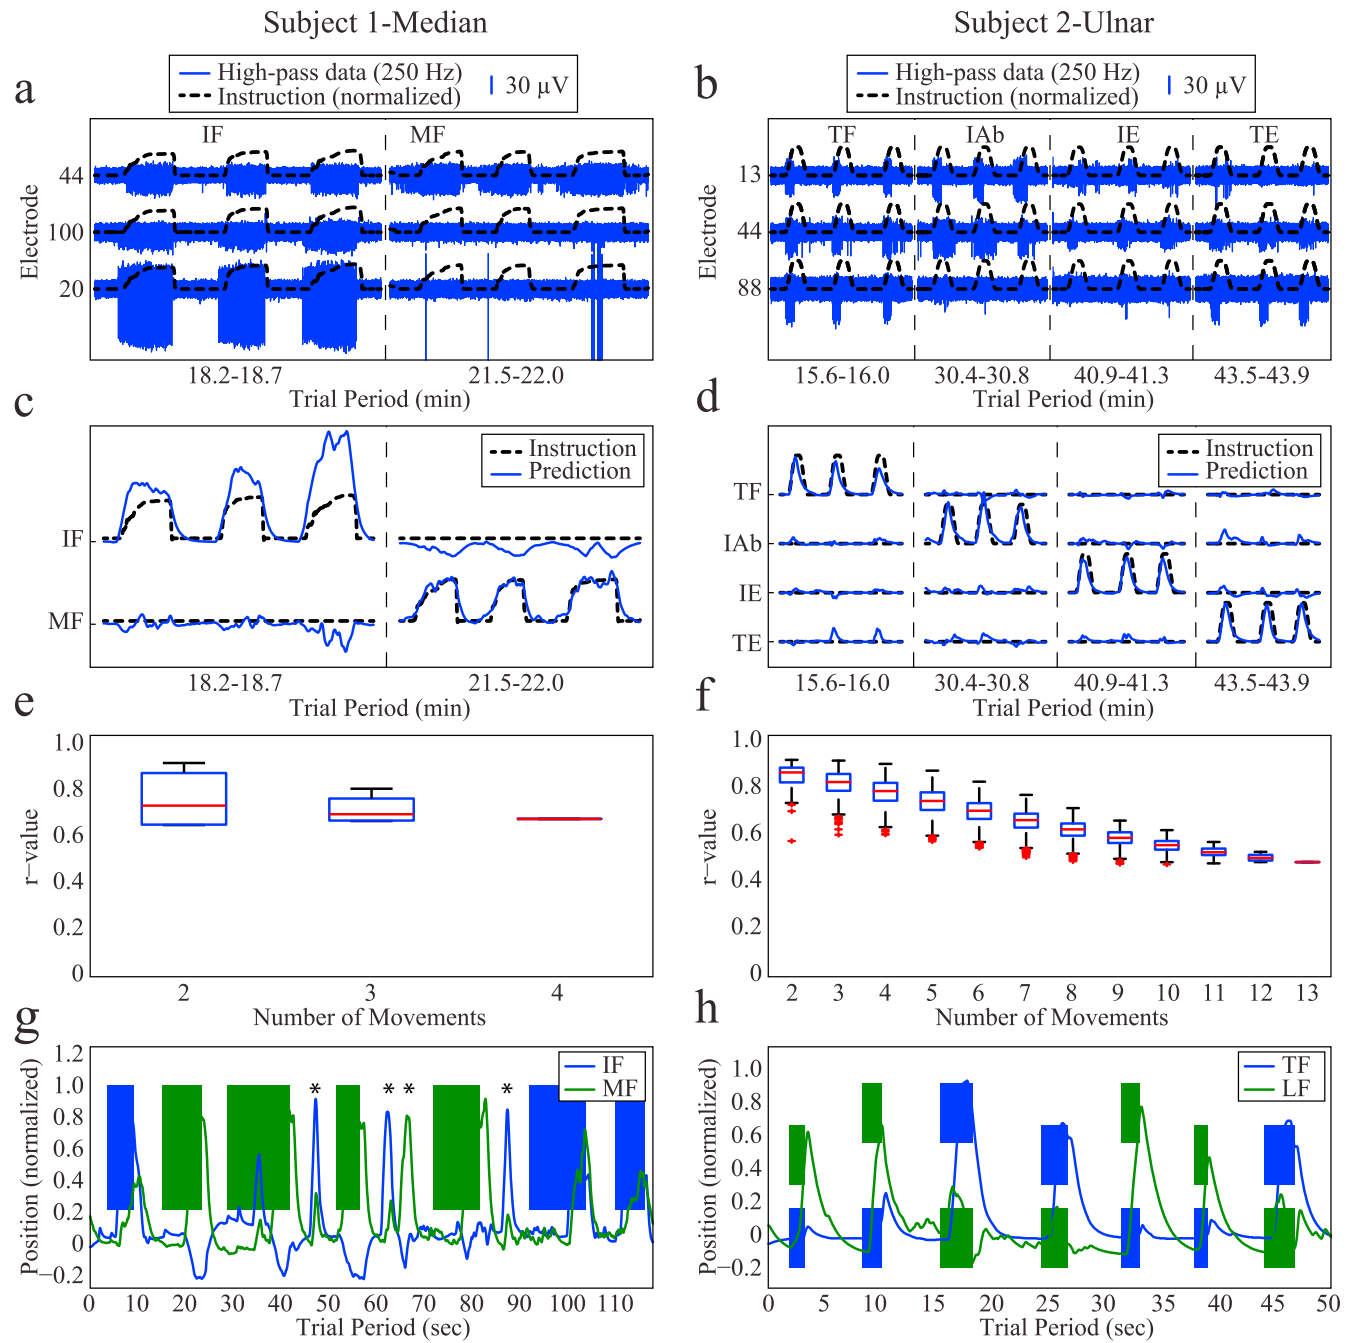 Subject 1-Median
Subject 2-Ulnar
a
High-pass data (250 Hz)
30 µV
Instruction (normalized)
IF
MF
Electrode
44
100
20
18.2-18.7
21.5-22.0
Trial Period (min)
b
High-pass data (250 Hz)
30 µV
Instruction (normalized)
TF
IAb
IE
TE
Electrode
13
44
88
15.6-16.0
30.4-30.8
40.9-41.3
43.5-43.9
Trial Period (min)
c
Instruction
Prediction
IF
MF
18.2-18.7
21.5-22.0
Trial Period (min)
d
Instruction
Prediction
TF
IAb
IE
TE
15.6-16.0
30.4-30.8
40.9-41.3
43.5-43.9
Trial Period (min)
e
r−value
1.0
0.8
0.6
0.4
0.2
0
2
3
4
Number of Movements
f
r−value
1.0
0.8
0.6
0.4
0.2
0
2 3 4 5 6 7 8 9 10 11 12 13
Number of Movements
g
Position (normalized)
1.2
1.0
0.8
0.6
0.4
0.2
0
−0.2
IF
MF
* * * *
0 10 20 30 40 50 60 70 80 90 100 110
Trial Period (sec)
h
Position (normalized)
1.0
0.8
0.6
0.4
0.2
0
−0.2
TF
LF
0 5 10 15 20 25 30 35 40 45 50
Trial Period (sec)